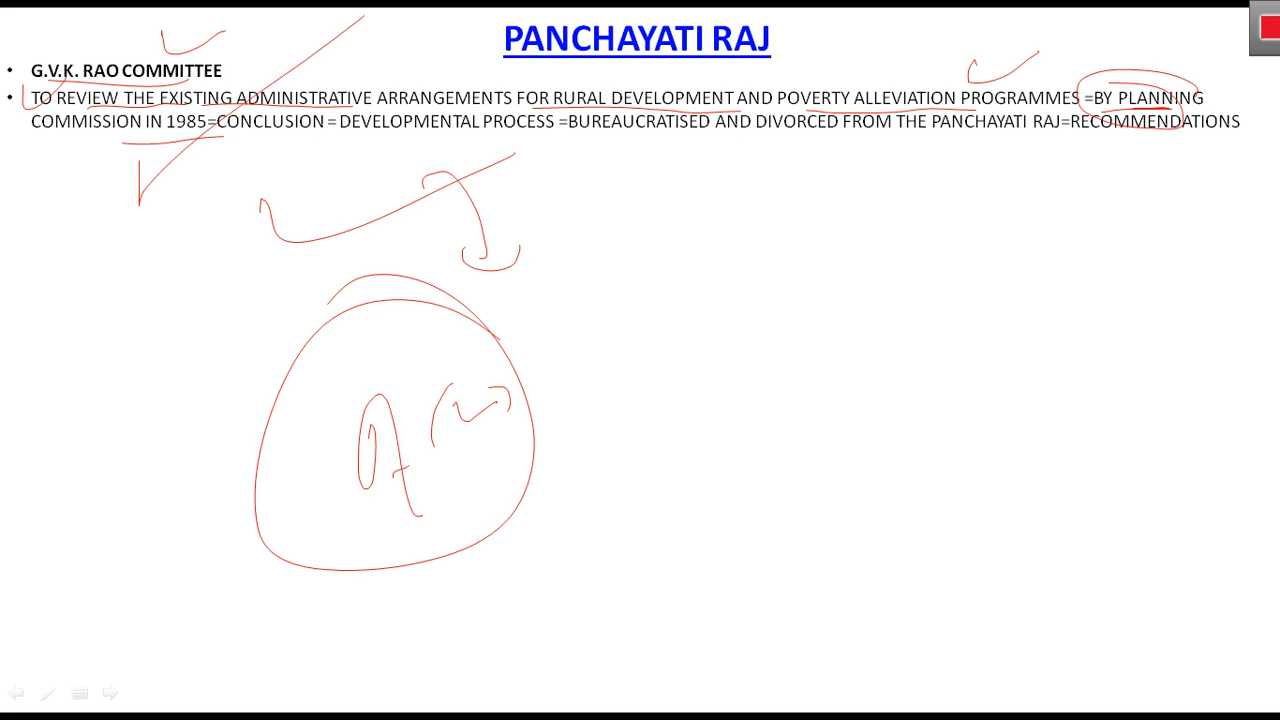 PANCHAYATI RAJ
• G.V.K. RAO COMMITTEE
• TO REVIEW THE EXISTING ADMINISTRATIVE ARRANGEMENTS FOR RURAL DEVELOPMENT AND POVERTY ALLEVIATION PROGRAMMES =BY PLANNING
COMMISSION IN 1985=CONCLUSION = DEVELOPMENTAL PROCESS =BUREAUCRATISED AND DIVORCED FROM THE PANCHAYATI RAJ=RECOMMENDATIONS